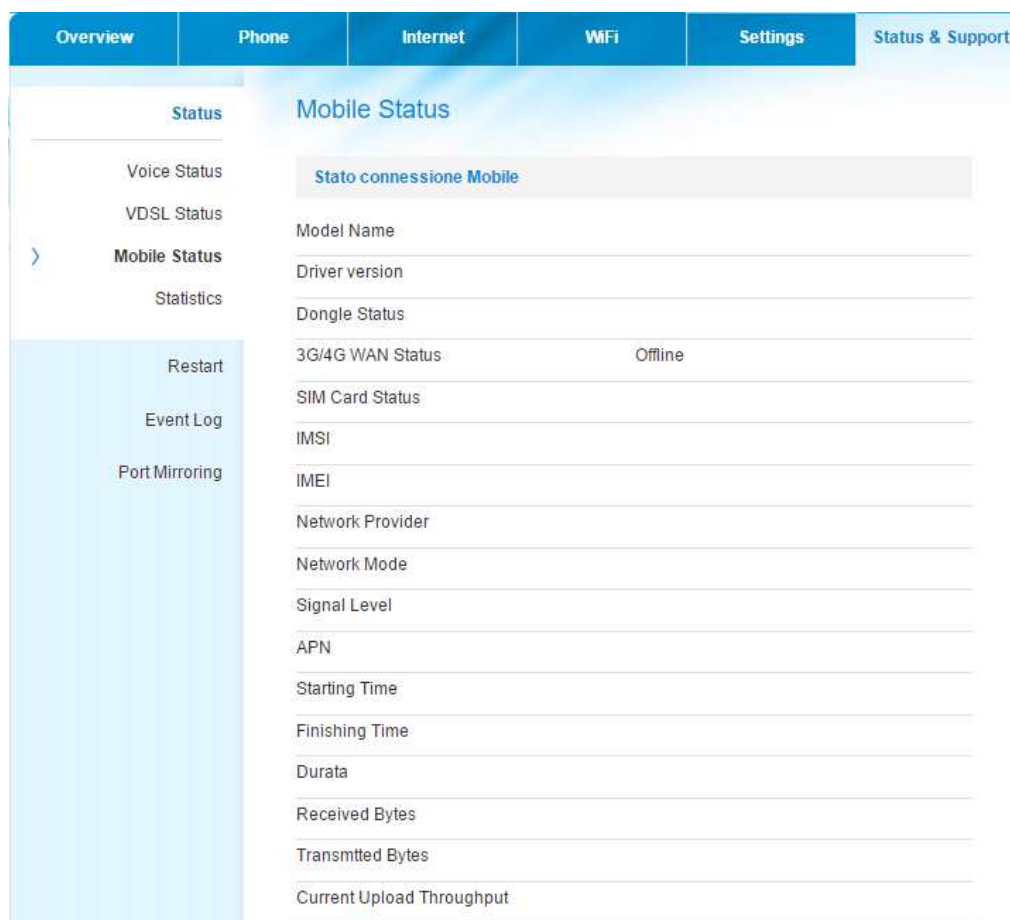 Overview Phone Internet WiFi Settings Status & Support
Status
Voice Status
VDSL Status
Mobile Status
Statistics
Restart
Event Log
Port Mirroring
Mobile Status
Stato connessione Mobile
Model Name
Driver version
Dongle Status
3G/4G WAN Status Offline
SIM Card Status
IMSI
IMEI
Network Provider
Network Mode
Signal Level
APN
Starting Time
Finishing Time
Durata
Received Bytes
Transmtted Bytes
Current Upload Throughput